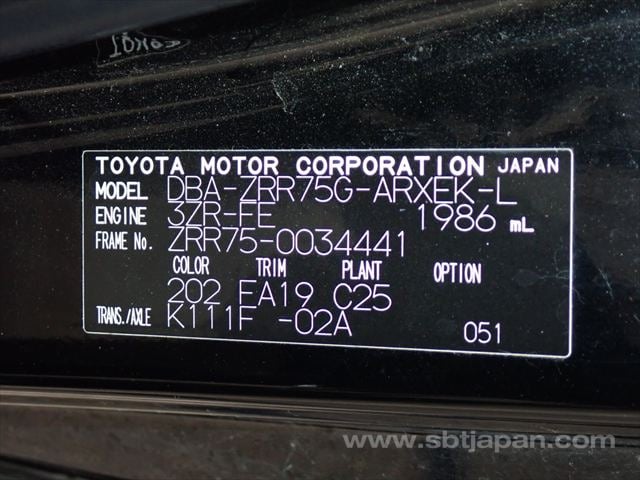 TOYOTA MOTOR CORPORATION JAPAN
MODEL DBA-ZRR75G-ARXEK-L
ENGINE 3ZR-FE 1986 mL
FRAME No. ZRR75-0034441
COLOR TRIM PLANT OPTION
202 FA19 C25
TRANS./AXLE K111F -02A 051
www.sbtjapan.com